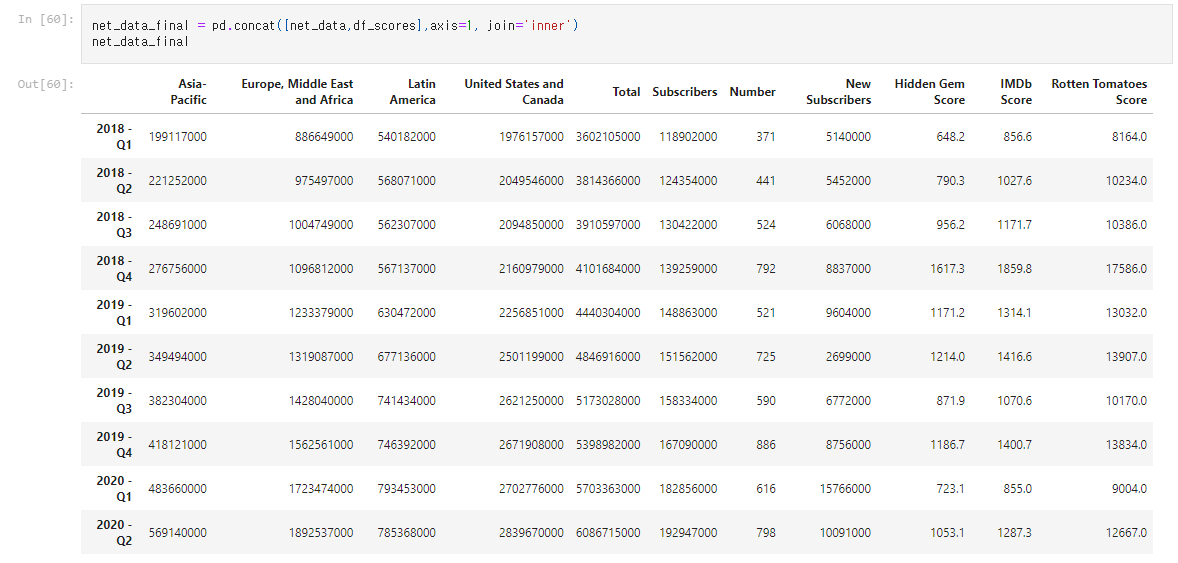 In [60]:
net_data_final = pd.concat([net_data,df_scores],axis=1, join='inner')
net_data_final
Out[60]:
Asia-Pacific Europe, Middle East and Africa Latin America United States and Canada Total Subscribers Number New Subscribers Hidden Gem Score IMDb Score Rotten Tomatoes Score
2018 - Q1 199117000 886649000 540182000 1976157000 3602105000 118902000 371 5140000 648.2 856.6 8164.0
2018 - Q2 221252000 975497000 568071000 2049546000 3814366000 124354000 441 5452000 790.3 1027.6 10234.0
2018 - Q3 248691000 1004749000 562307000 2094850000 3910597000 130422000 524 6068000 956.2 1171.7 10386.0
2018 - Q4 276756000 1096812000 567137000 2160979000 4101684000 139259000 792 8837000 1617.3 1859.8 17586.0
2019 - Q1 319602000 1233379000 630472000 2256851000 4440304000 148863000 521 9604000 1171.2 1314.1 13032.0
2019 - Q2 349494000 1319087000 677136000 2501199000 4846916000 151562000 725 2699000 1214.0 1416.6 13907.0
2019 - Q3 382304000 1428040000 741434000 2621250000 5173028000 158334000 590 6772000 871.9 1070.6 10170.0
2019 - Q4 418121000 1562561000 746392000 2671908000 5398982000 167090000 886 8756000 1186.7 1400.7 13834.0
2020 - Q1 483660000 1723474000 793453000 2702776000 5703363000 182856000 616 15766000 723.1 855.0 9004.0
2020 - Q2 569140000 1892537000 785368000 2839670000 6086715000 192947000 798 10091000 1053.1 1287.3 12667.0